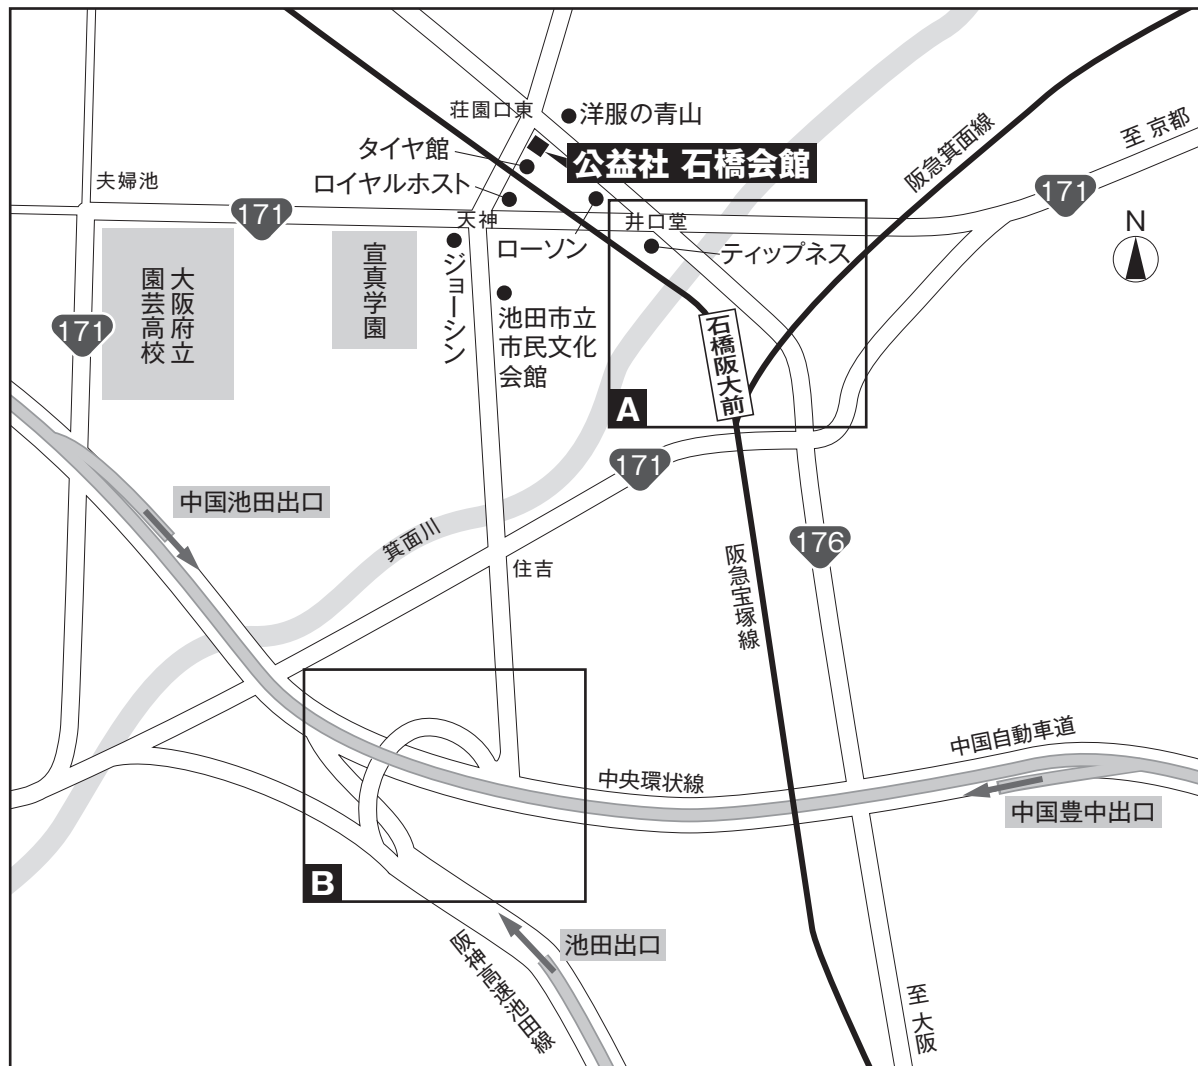 荘園口東
洋服の青山
タイヤ館
公益社 石橋会館
ロイヤルホスト
夫婦池
171
天神
ローソン
井口堂
ティップネス
阪急箕面線
至 京都
171
N
大阪府立
園芸高校
宣真学園
ジョーシン
池田市立
市民文化
会館
171
石橋阪大前
A
171
中国池田出口
箕面川
住吉
阪急宝塚線
176
中央環状線
中国自動車道
中国豊中出口
B
池田出口
阪神高速池田線
至 大阪